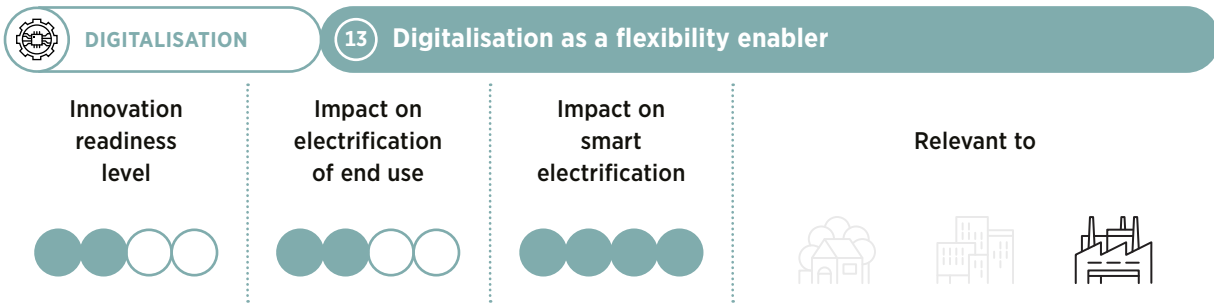 DIGITALISATION
13 Digitalisation as a flexibility enabler
Innovation
readiness
level
Impact on
electrification
of end use
Impact on
smart
electrification
Relevant to